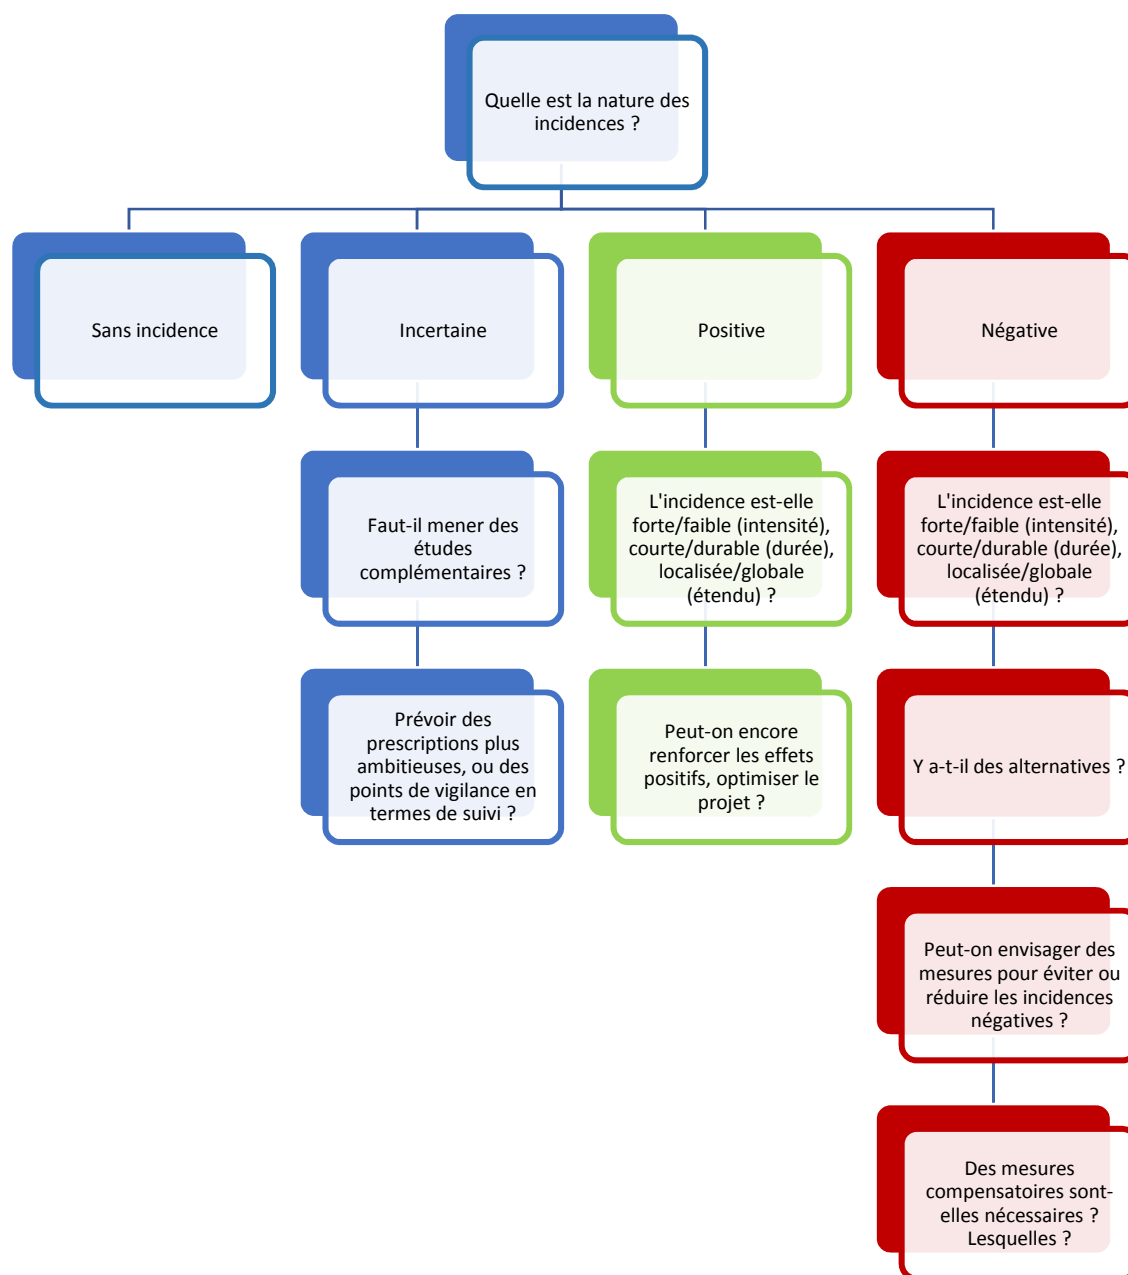 Quelle est la nature des
incidences ?
Sans incidence
Incertaine
Positive
Négative
Faut-il mener des
études
complémentaires ?
L'incidence est-elle
forte/faible (intensité),
courte/durable (durée),
localisée/globale
(étendu) ?
L'incidence est-elle
forte/faible (intensité),
courte/durable (durée),
localisée/globale
(étendu) ?
Prévoir des
prescriptions plus
ambitieuses, ou des
points de vigilance en
termes de suivi ?
Peut-on encore
renforcer les effets
positifs, optimiser le
projet ?
Y a-t-il des alternatives ?
Peut-on envisager des
mesures pour éviter ou
réduire les incidences
négatives ?
Des mesures
compensatoires sont-
elles nécessaires ?
Lesquelles ?